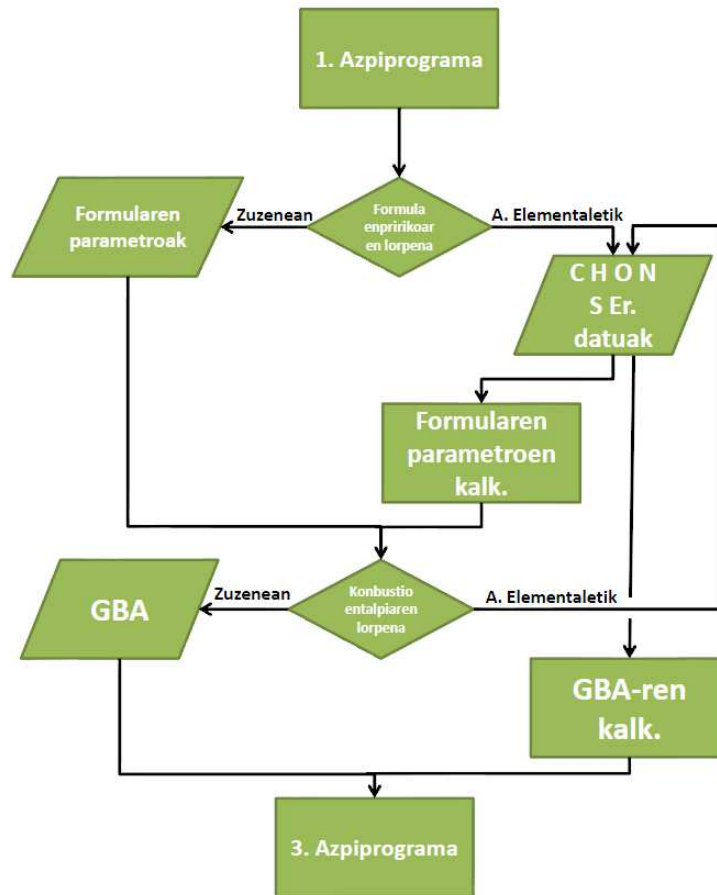 1. Azpiprograma
Formularen
parametroak
Zuzenean
Formula
enpririkoar
en lorpena
A. Elementaletik
C H O N
S Er.
datuak
Formularen
parametroen
kalk.
GBA
Zuzenean
Konbustio
entalpiaren
lorpena
A. Elementaletik
GBA-ren
kalk.
3. Azpiprograma